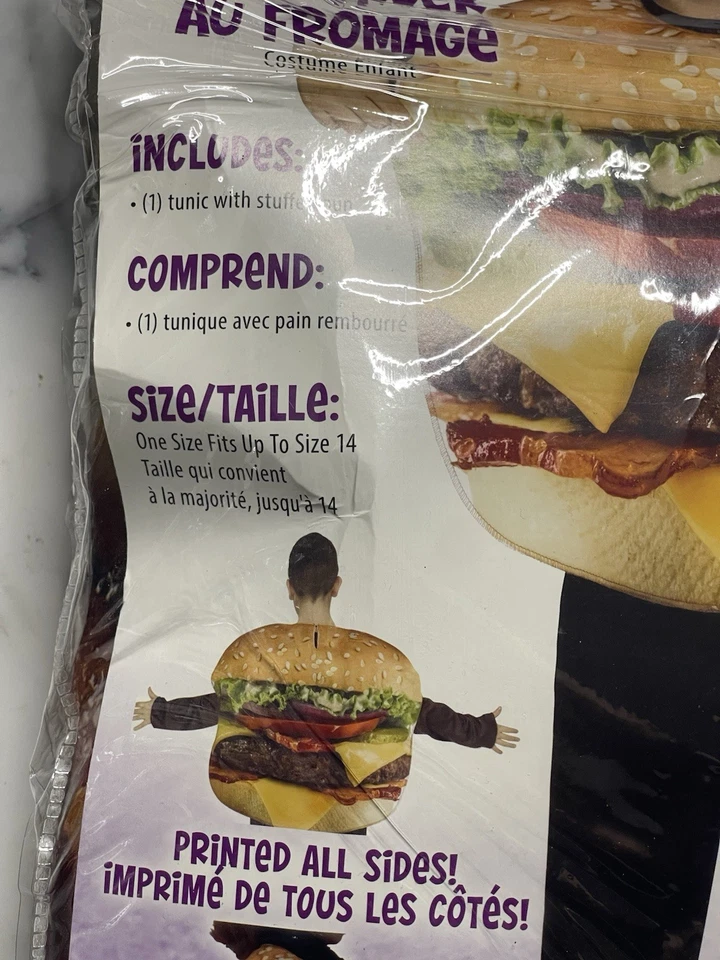 AU FROMAGE
Costume Enfant
INCLUDES:
• (1) tunic with stuffed bun
COMPREND:
• (1) tunique avec pain rembourré
SIZE/TAILLE:
One Size Fits Up To Size 14
Taille qui convient
à la majorité, jusqu'à 14
PRINTED ALL SIDES!
IMPRIMÉ DE TOUS LES CÔTÉS!